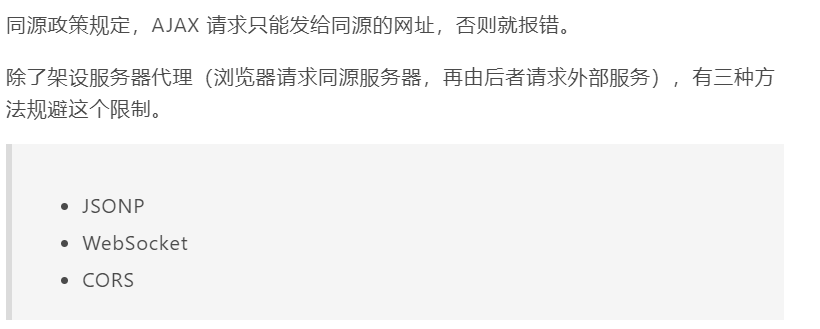 同源政策规定，AJAX 请求只能发给同源的网址，否则就报错。
除了架设服务器代理（浏览器请求同源服务器，再由后者请求外部服务），有三种方
法规避这个限制。
JSONP
WebSocket
CORS